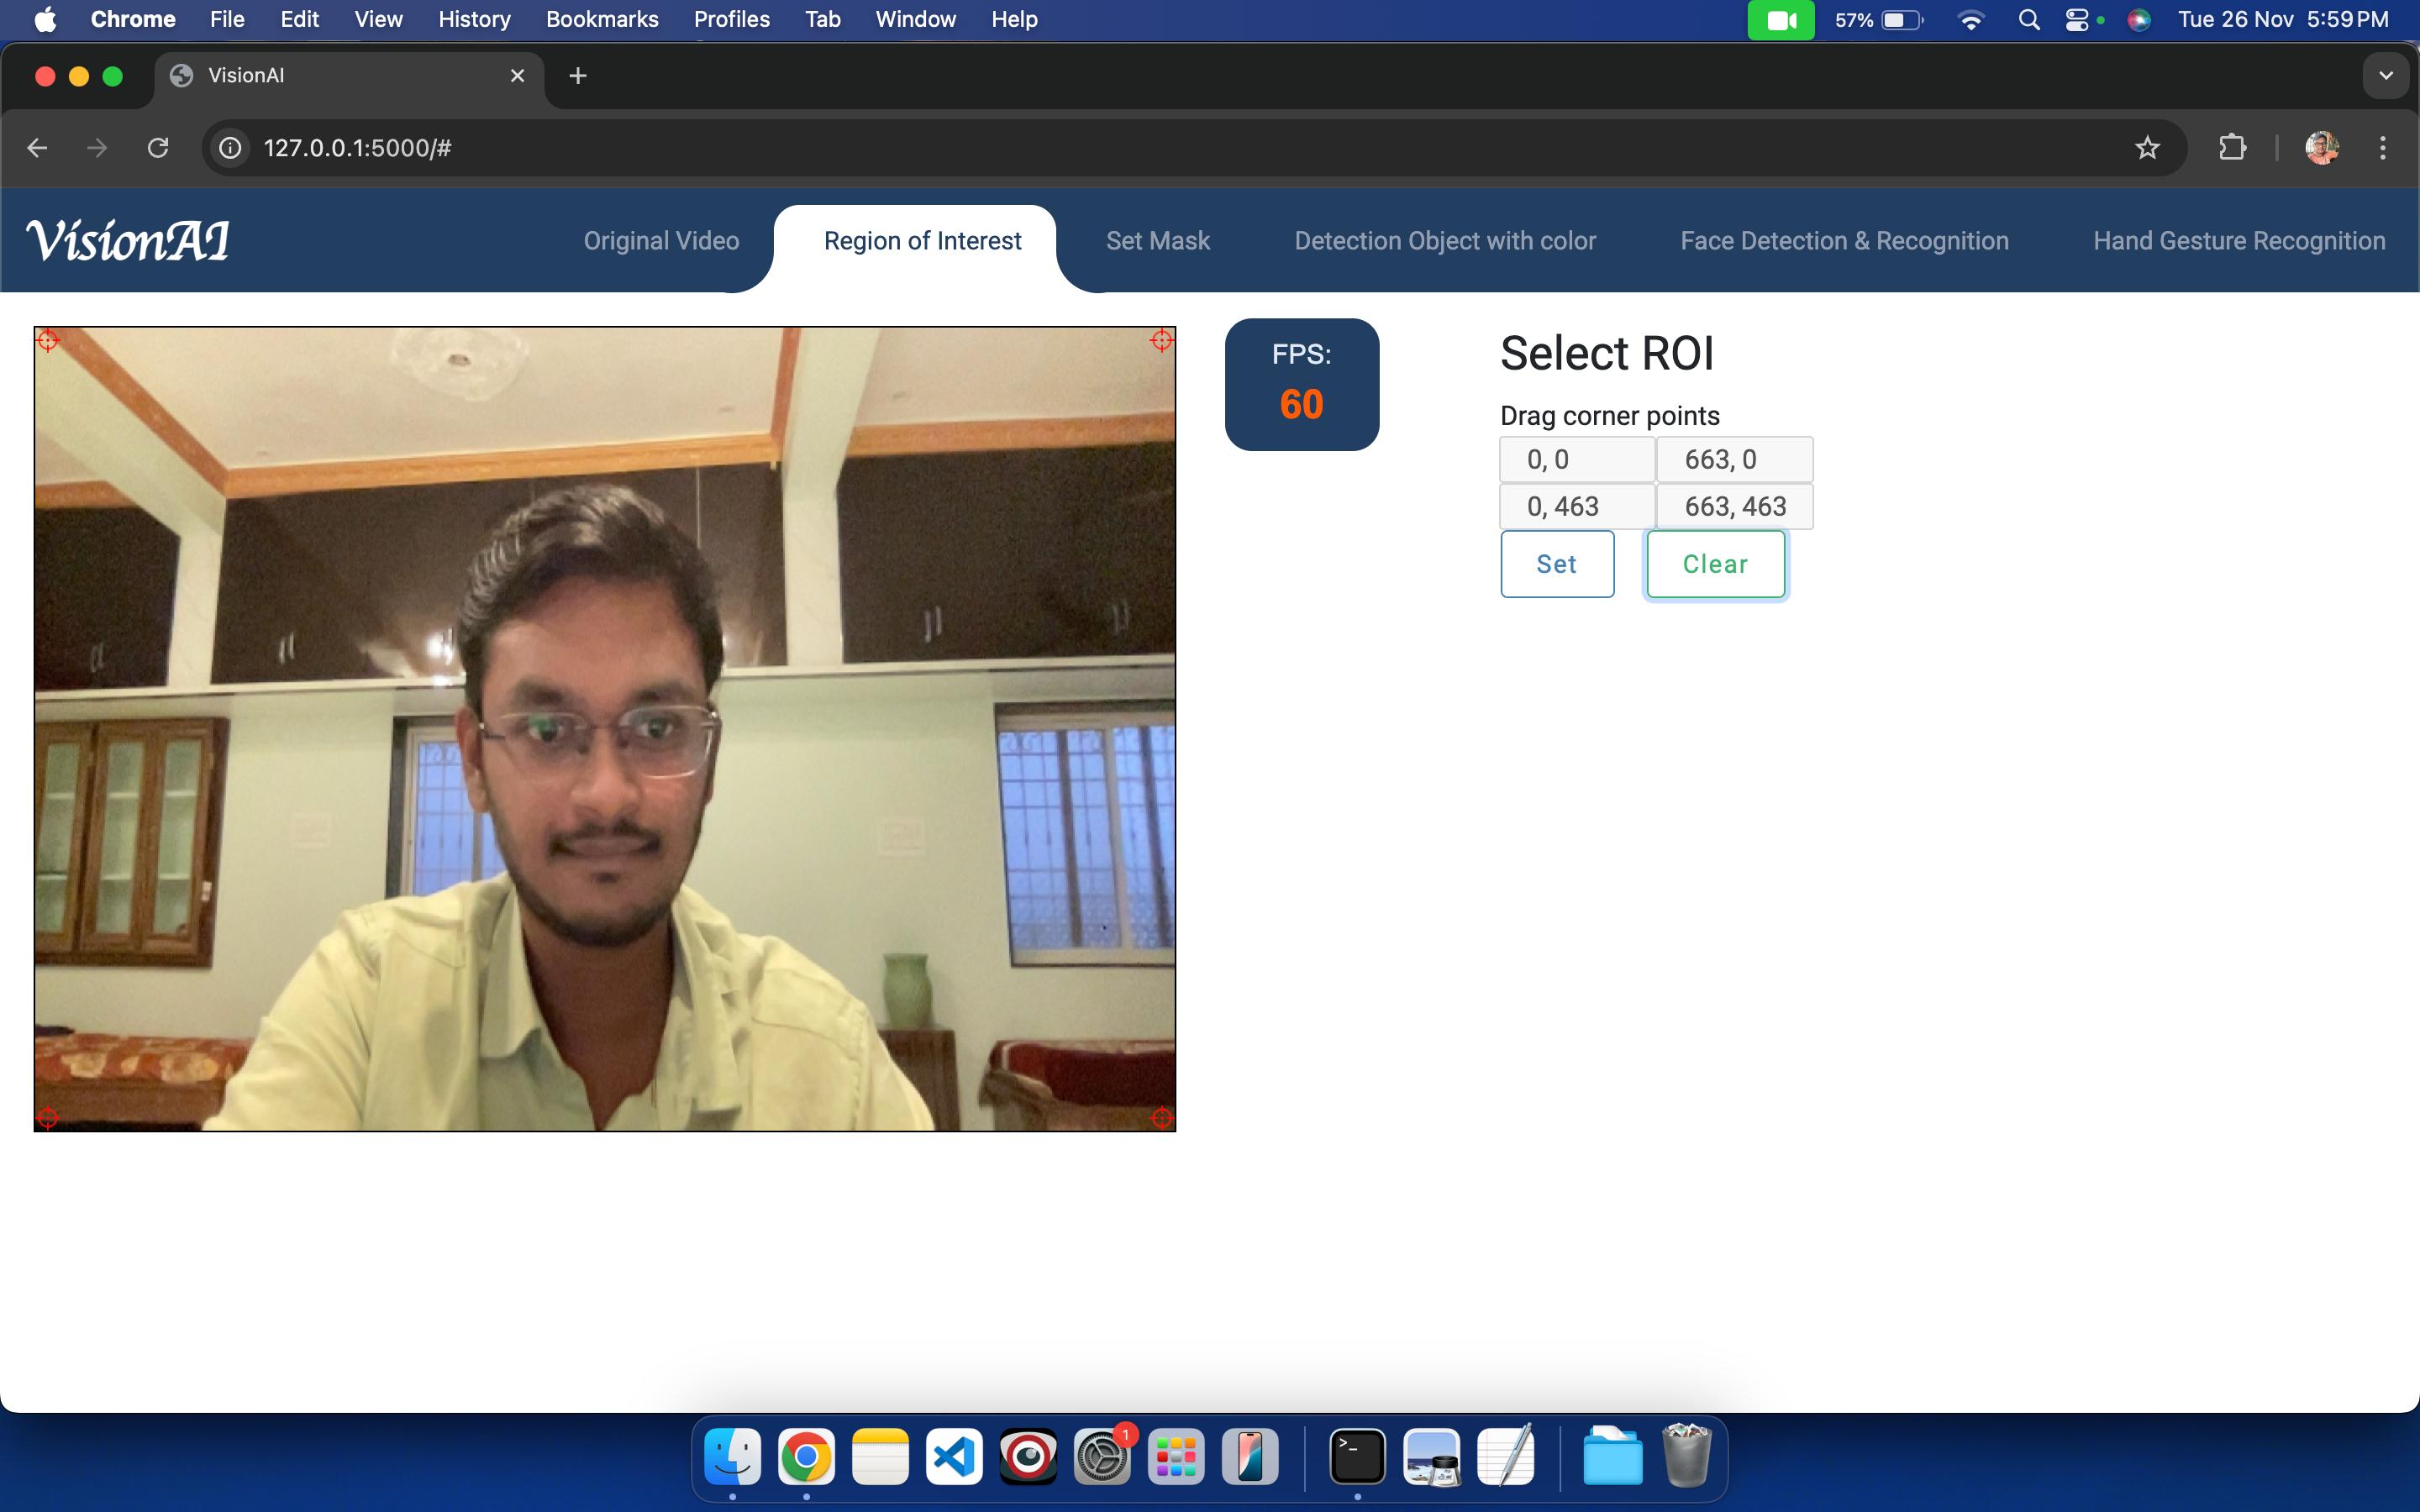 Chrome File Edit View History Bookmarks Profiles Tab Window Help 57% Tue 26 Nov 5:59 PM
VisionAI
127.0.0.1:5000/#
VisionAI Original Video Region of Interest Set Mask Detection Object with color Face Detection & Recognition Hand Gesture Recognition
FPS:
60
Select ROI
Drag corner points
0, 0 663, 0
0, 463 663, 463
Set Clear
1
>_